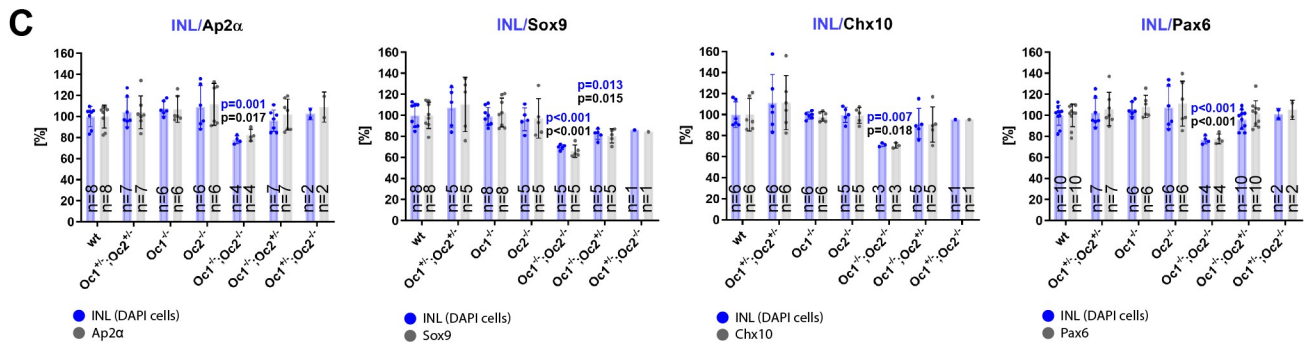 C
INL/Ap2α
[%]
160
140
120
100
80
60
40
20
0
p=0.001
p=0.017
n=8
n=8
n=7
n=7
n=6
n=6
n=6
n=6
n=4
n=4
n=7
n=7
n=2
n=2
wt
Oc1+/-;Oc2+/-
Oc1-/-
Oc2-/-
Oc1-/-;Oc2-/-
Oc1-/-;Oc2+/-
Oc1+/-;Oc2-/-
INL (DAPI cells)
Ap2α
INL/Sox9
[%]
160
140
120
100
80
60
40
20
0
p=0.013
p=0.015
p<0.001
p<0.001
n=8
n=8
n=5
n=5
n=8
n=8
n=5
n=5
n=5
n=5
n=5
n=5
n=1
n=1
wt
Oc1+/-;Oc2+/-
Oc1-/-
Oc2-/-
Oc1-/-;Oc2-/-
Oc1-/-;Oc2+/-
Oc1+/-;Oc2-/-
INL (DAPI cells)
Sox9
INL/Chx10
[%]
160
140
120
100
80
60
40
20
0
p=0.007
p=0.018
n=6
n=6
n=6
n=6
n=6
n=6
n=5
n=5
n=3
n=3
n=5
n=5
n=1
n=1
wt
Oc1+/-;Oc2+/-
Oc1-/-
Oc2-/-
Oc1-/-;Oc2-/-
Oc1-/-;Oc2+/-
Oc1+/-;Oc2-/-
INL (DAPI cells)
Chx10
INL/Pax6
[%]
160
140
120
100
80
60
40
20
0
p<0.001
p<0.001
n=10
n=10
n=7
n=7
n=6
n=6
n=6
n=6
n=4
n=4
n=10
n=10
n=2
n=2
wt
Oc1+/-;Oc2+/-
Oc1-/-
Oc2-/-
Oc1-/-;Oc2-/-
Oc1-/-;Oc2+/-
Oc1+/-;Oc2-/-
INL (DAPI cells)
Pax6